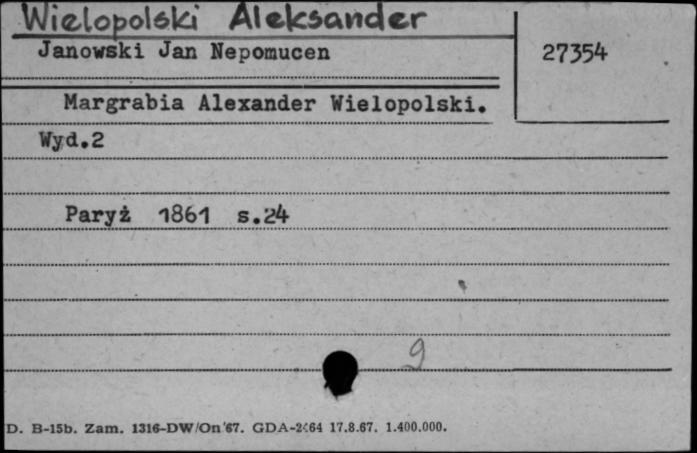 Wielopolski Aleksander
Janowski Jan Nepomucen
27354
Margrabia Alexander Wielopolski.
Wyd.2
Paryż 1861 s.24
9
D. B-15b. Zam. 1316-DW/On'67. GDA-2464 17.8.67. 1.400.000.